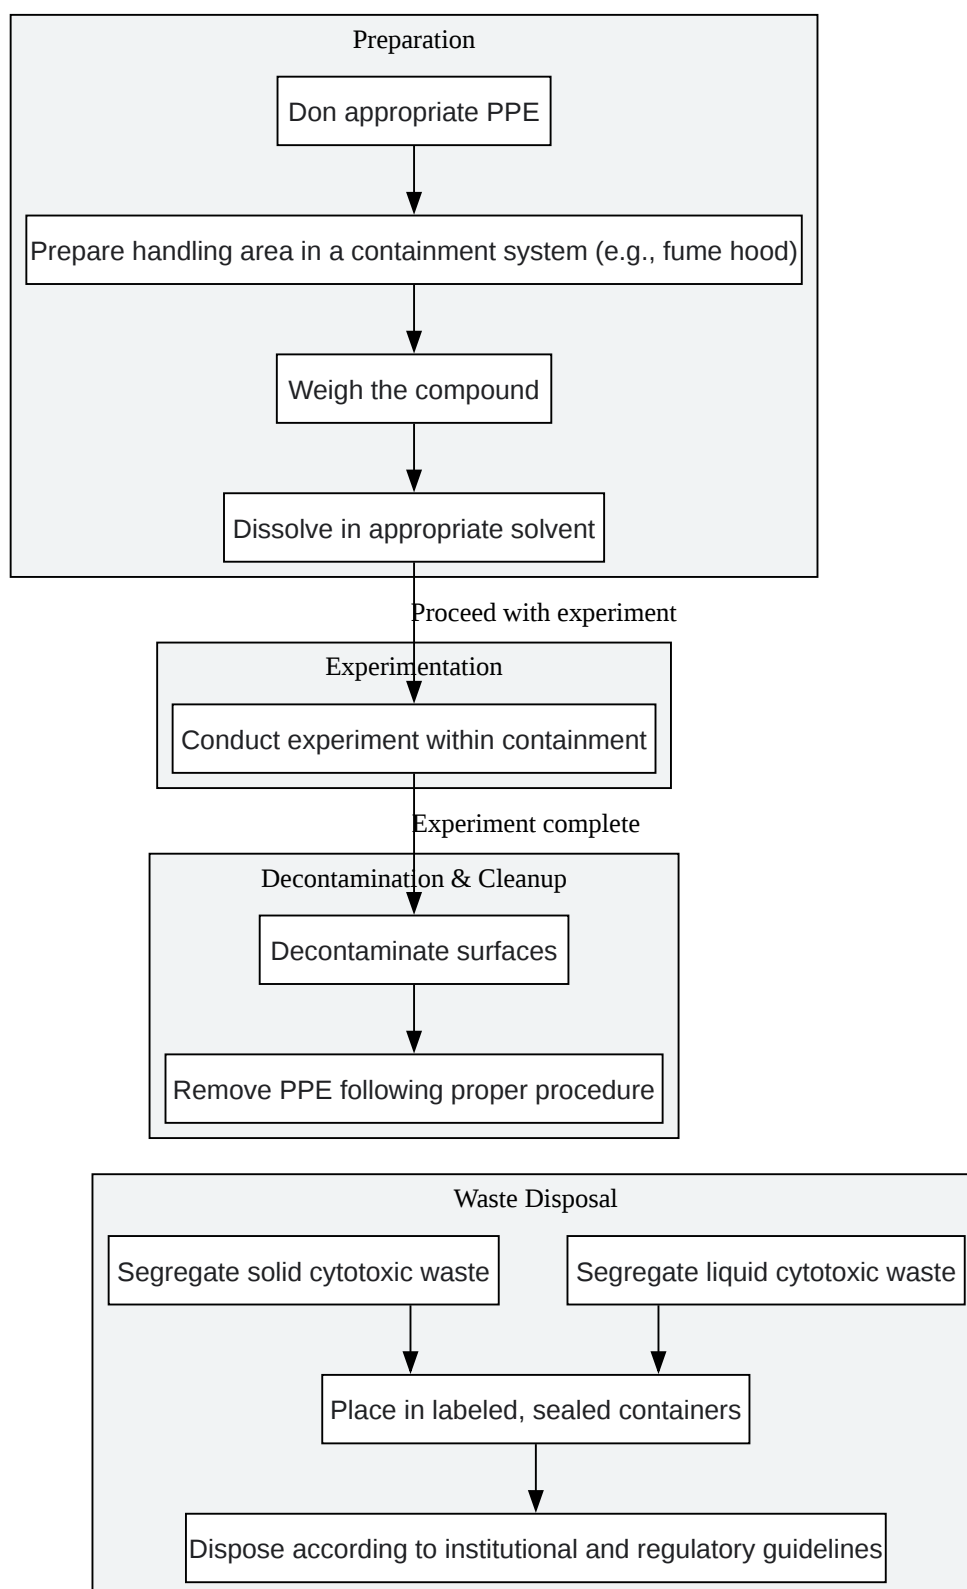 Preparation
Don appropriate PPE
Prepare handling area in a containment system (e.g., fume hood)
Weigh the compound
Dissolve in appropriate solvent
Proceed with experiment
Experimentation
Conduct experiment within containment
Experiment complete
Decontamination & Cleanup
Decontaminate surfaces
Remove PPE following proper procedure
Waste Disposal
Segregate solid cytotoxic waste
Segregate liquid cytotoxic waste
Place in labeled, sealed containers
Dispose according to institutional and regulatory guidelines